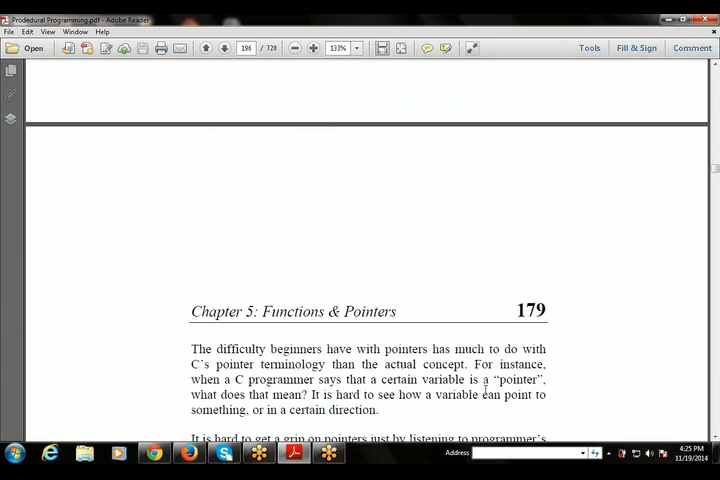 Prodedural Programming.pdf - Adobe Reader
File Edit View Window Help
Open 196 / 728 133% Tools Fill & Sign Comment
Chapter 5: Functions & Pointers 179
The difficulty beginners have with pointers has much to do with
C's pointer terminology than the actual concept. For instance,
when a C programmer says that a certain variable is a “pointer”,
what does that mean? It is hard to see how a variable can point to
something, or in a certain direction.
It is hard to get a grip on pointers just by listening to programmer's
Address
4:25 PM
11/19/2014